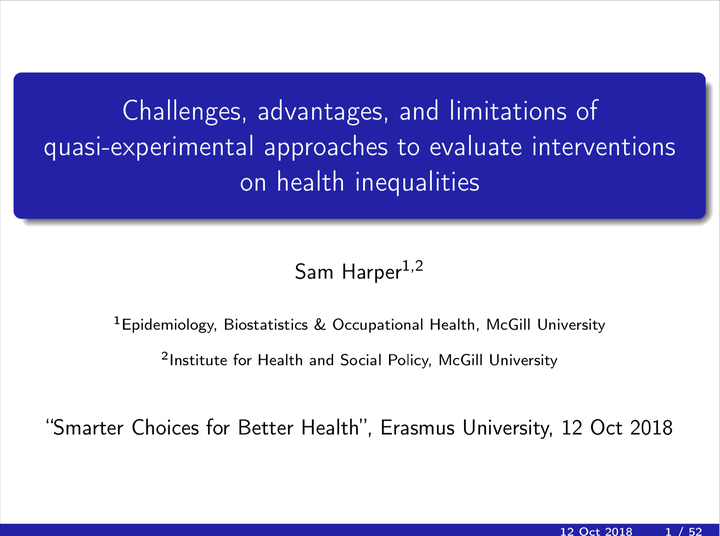 Challenges, advantages, and limitations of
quasi-experimental approaches to evaluate interventions
on health inequalities
Sam Harper1,2
1Epidemiology, Biostatistics & Occupational Health, McGill University
2Institute for Health and Social Policy, McGill University
“Smarter Choices for Better Health”, Erasmus University, 12 Oct 2018
12 Oct 2018 1 / 52